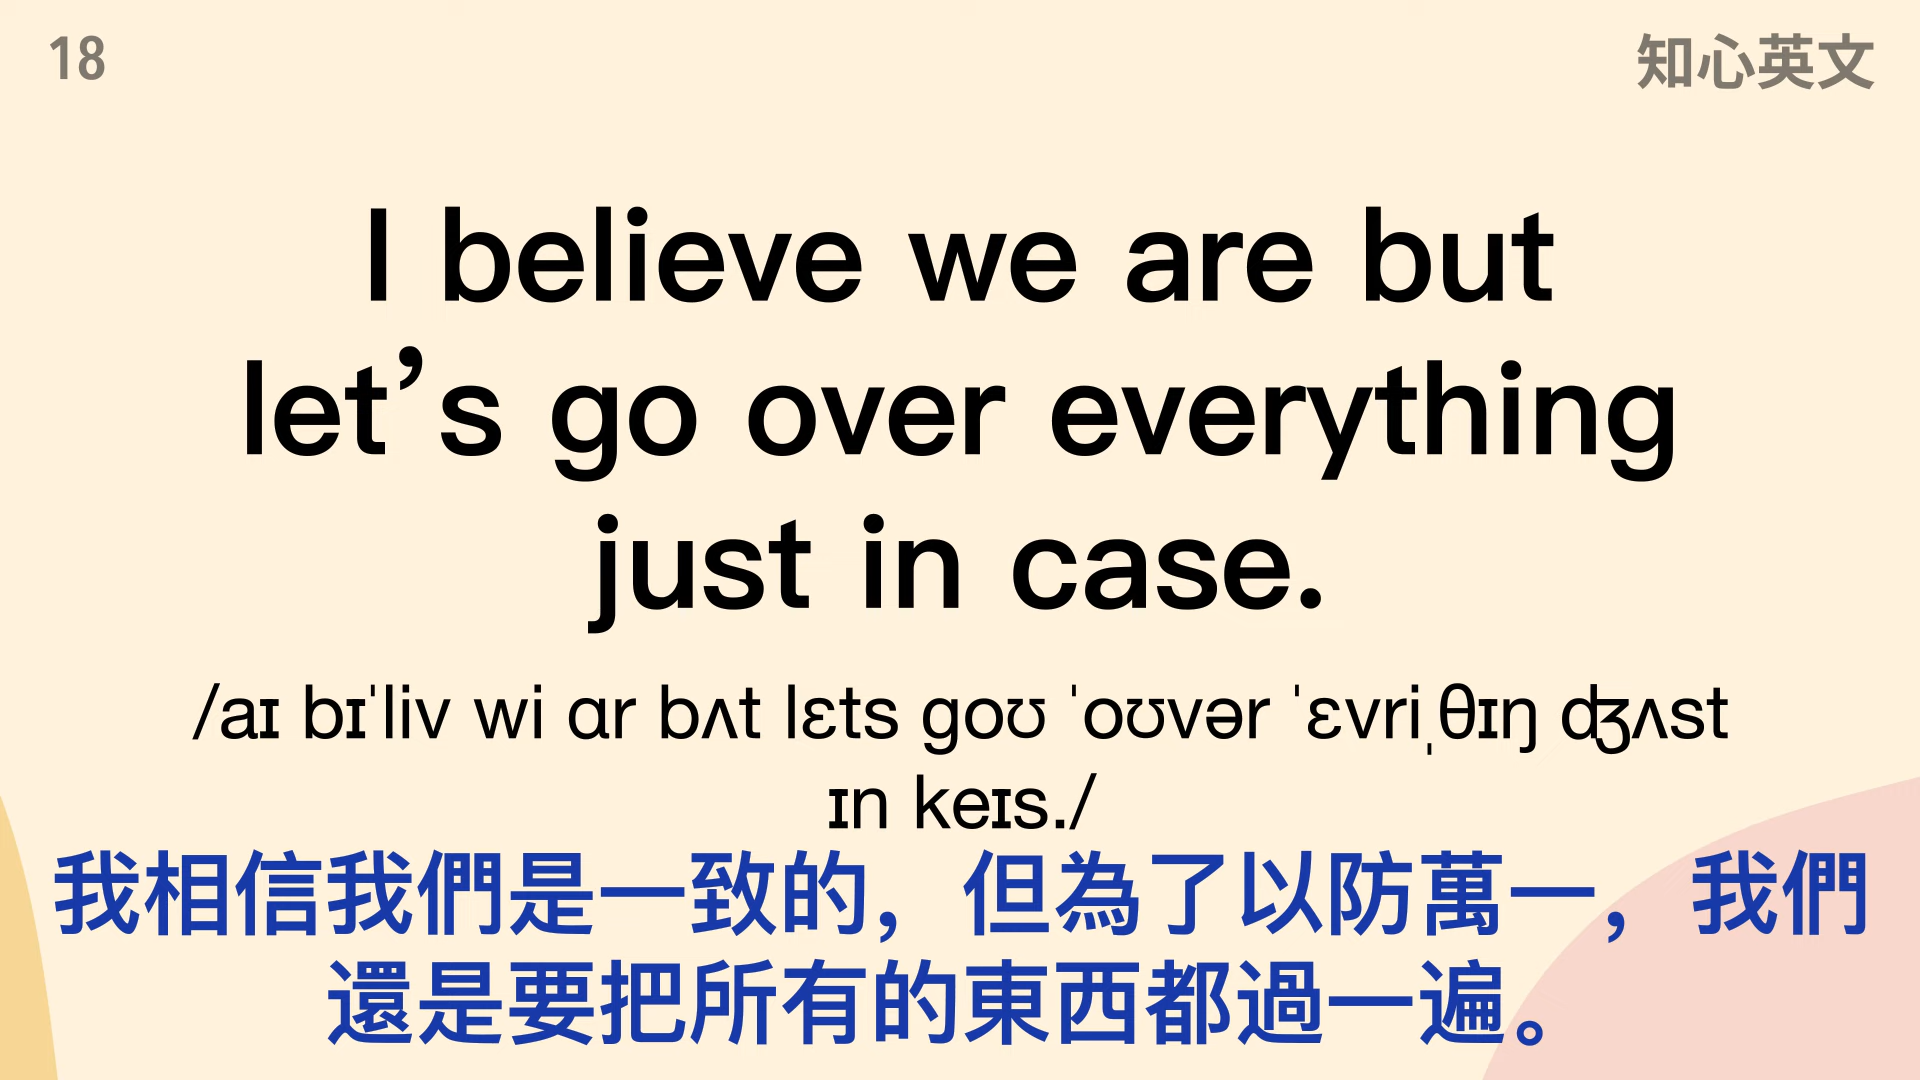 18
知心英文
I believe we are but
let’s go over everything
just in case.
/aɪ bɪˈliv wi ɑr bʌt lɛts ɡoʊ ˈoʊvər ˈɛvriˌθɪŋ ʤʌst
ɪn keɪs./
我相信我們是一致的，但為了以防萬一，我們
還是要把所有的東西都過一遍。